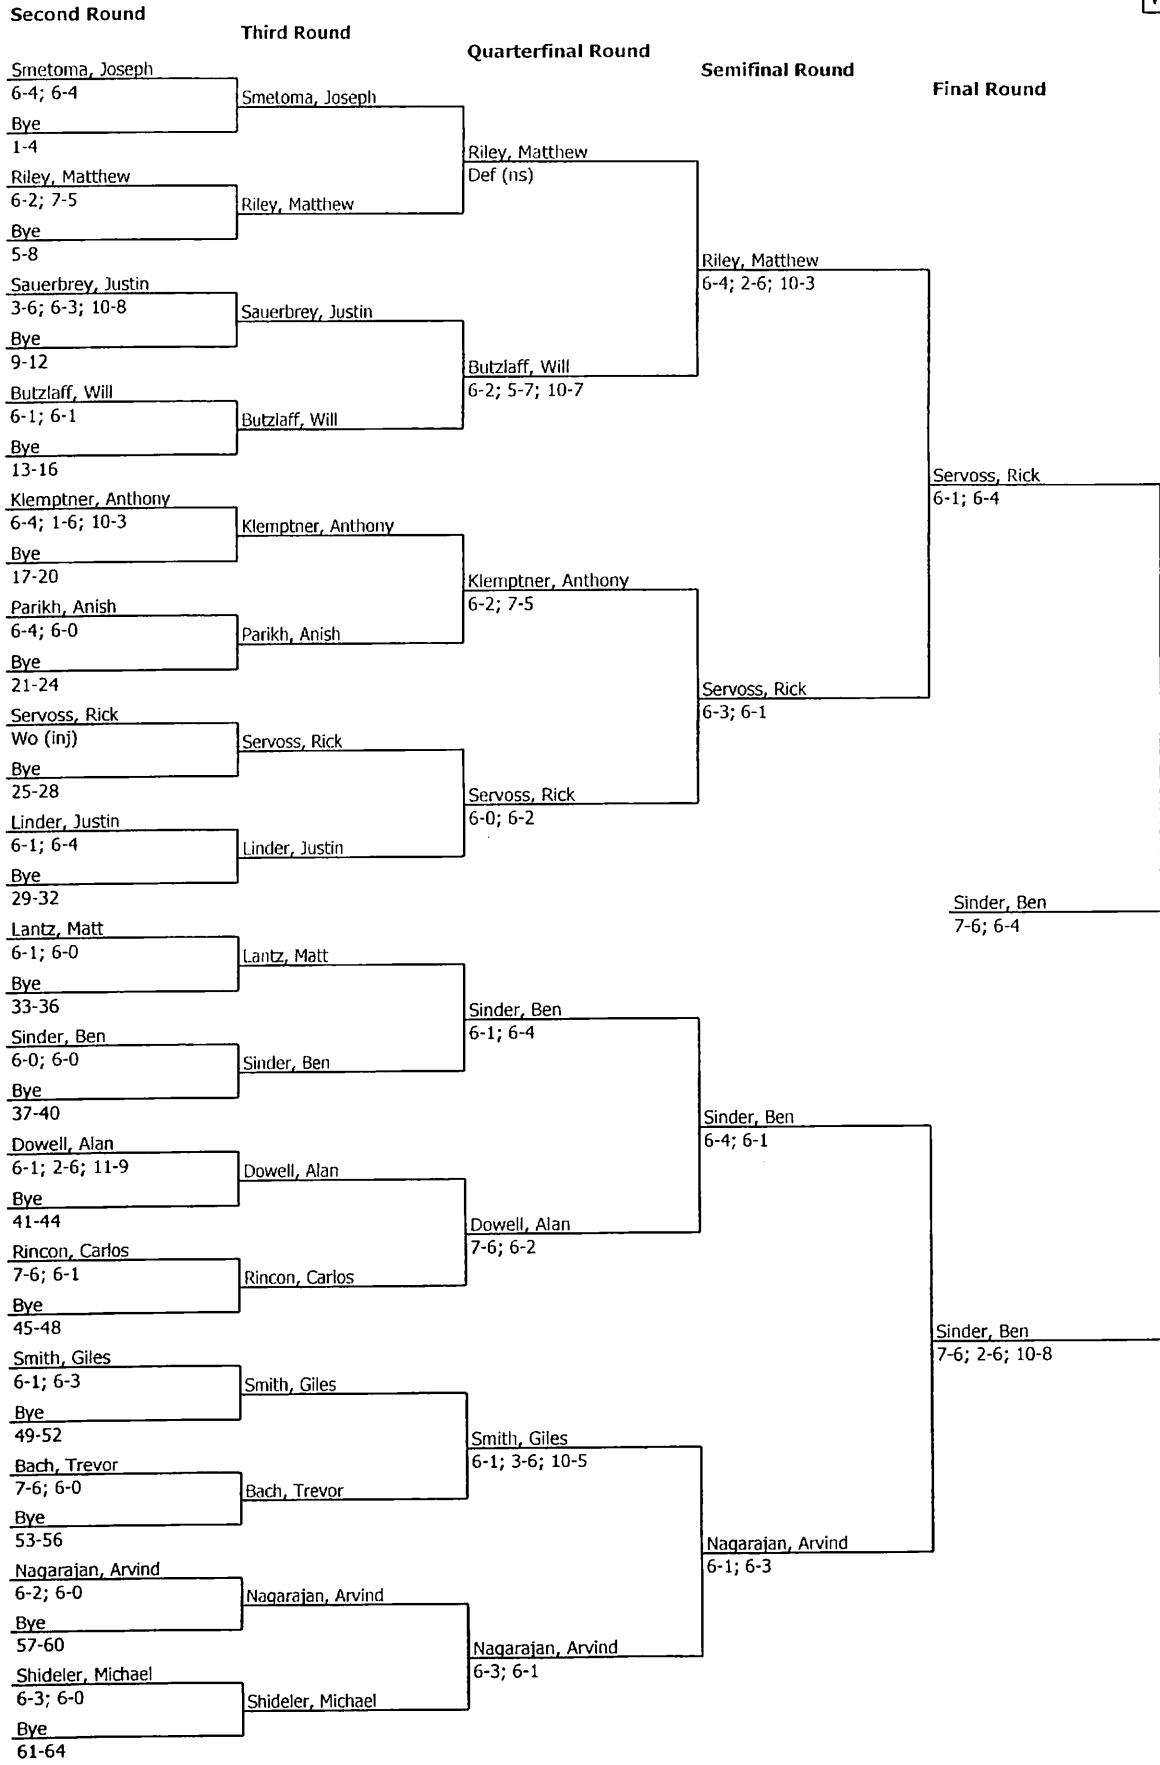 Second Round
Third Round
Quarterfinal Round
Semifinal Round
Final Round
Smetoma, Joseph
6-4; 6-4
Bye
1-4
Riley, Matthew
6-2; 7-5
Bye
5-8
Sauerbrey, Justin
3-6; 6-3; 10-8
Bye
9-12
Butzlaff, Will
6-1; 6-1
Bye
13-16
Klemptner, Anthony
6-4; 1-6; 10-3
Bye
17-20
Parikh, Anish
6-4; 6-0
Bye
21-24
Servoss, Rick
Wo (inj)
Bye
25-28
Linder, Justin
6-1; 6-4
Bye
29-32
Lantz, Matt
6-1; 6-0
Bye
33-36
Sinder, Ben
6-0; 6-0
Bye
37-40
Dowell, Alan
6-1; 2-6; 11-9
Bye
41-44
Rincon, Carlos
7-6; 6-1
Bye
45-48
Smith, Giles
6-1; 6-3
Bye
49-52
Bach, Trevor
7-6; 6-0
Bye
53-56
Nagarajan, Arvind
6-2; 6-0
Bye
57-60
Shideler, Michael
6-3; 6-0
Bye
61-64
Smetoma, Joseph
Riley, Matthew
Sauerbrey, Justin
Butzlaff, Will
Klemptner, Anthony
Parikh, Anish
Servoss, Rick
Linder, Justin
Lantz, Matt
Sinder, Ben
Dowell, Alan
Rincon, Carlos
Smith, Giles
Bach, Trevor
Nagarajan, Arvind
Shideler, Michael
Riley, Matthew
Def (ns)
Butzlaff, Will
6-2; 5-7; 10-7
Klemptner, Anthony
6-2; 7-5
Servoss, Rick
6-0; 6-2
Sinder, Ben
6-1; 6-4
Dowell, Alan
7-6; 6-2
Smith, Giles
6-1; 3-6; 10-5
Nagarajan, Arvind
6-3; 6-1
Riley, Matthew
6-4; 2-6; 10-3
Servoss, Rick
6-3; 6-1
Sinder, Ben
6-4; 6-1
Nagarajan, Arvind
6-1; 6-3
Servoss, Rick
6-1; 6-4
Sinder, Ben
7-6; 2-6; 10-8
Sinder, Ben
7-6; 6-4